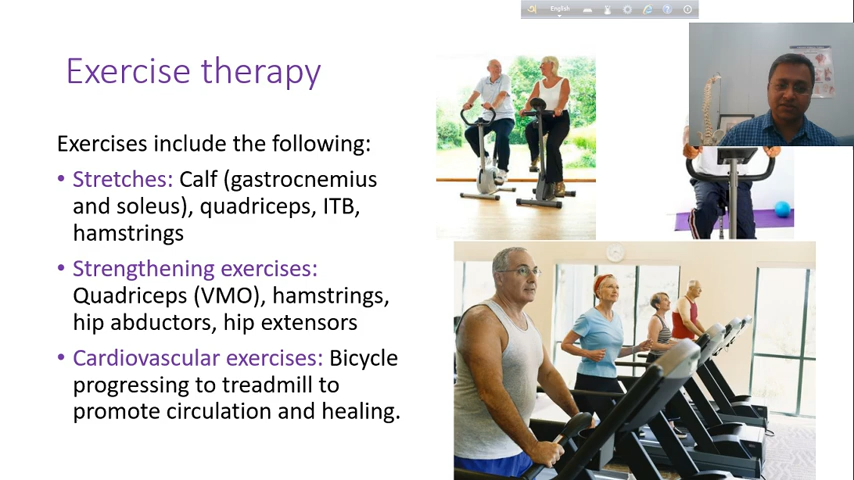 English
Exercise therapy
Exercises include the following:
• Stretches: Calf (gastrocnemius
and soleus), quadriceps, ITB,
hamstrings
• Strengthening exercises:
Quadriceps (VMO), hamstrings,
hip abductors, hip extensors
• Cardiovascular exercises: Bicycle
progressing to treadmill to
promote circulation and healing.